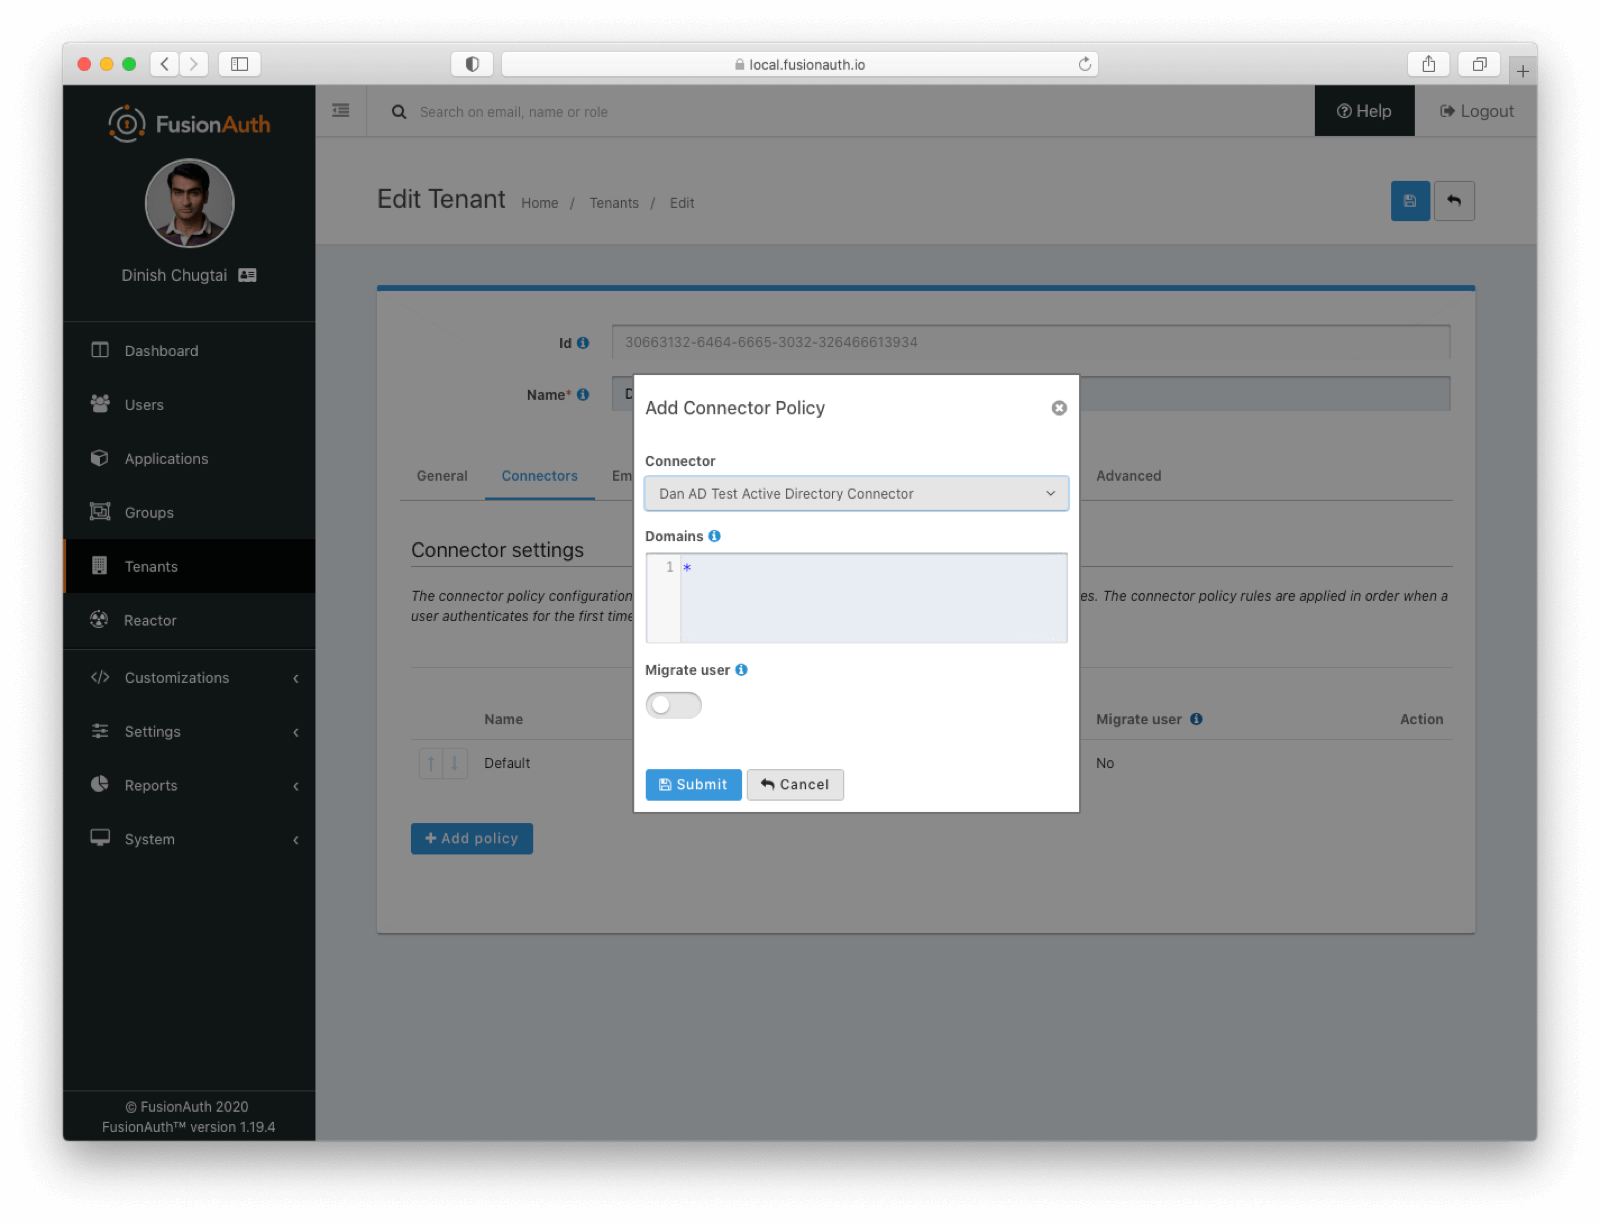 local.fusionauth.io
FusionAuth
Search on email, name or role
Help
Logout
Dinish Chugtai
Dashboard
Users
Applications
Groups
Tenants
Reactor
Customizations
Settings
Reports
System
© FusionAuth 2020
FusionAuth™ version 1.19.4
Edit Tenant Home / Tenants / Edit
Id
30663132-6464-6665-3032-326466613934
Name*
General
Connectors
Advanced
Connector settings
The connector policy configuration
es. The connector policy rules are applied in order when a
user authenticates for the first time
Name
Migrate user
Action
Default
No
Add policy
Add Connector Policy
Connector
Dan AD Test Active Directory Connector
Domains
1 *
Migrate user
Submit
Cancel